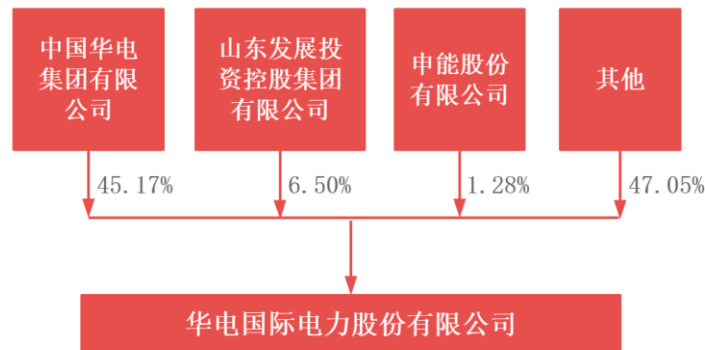 中国华电
集团有限
公司
山东发展投
资控股集团
有限公司
申能股份
有限公司
其他
45.17%
6.50%
1.28%
47.05%
华电国际电力股份有限公司